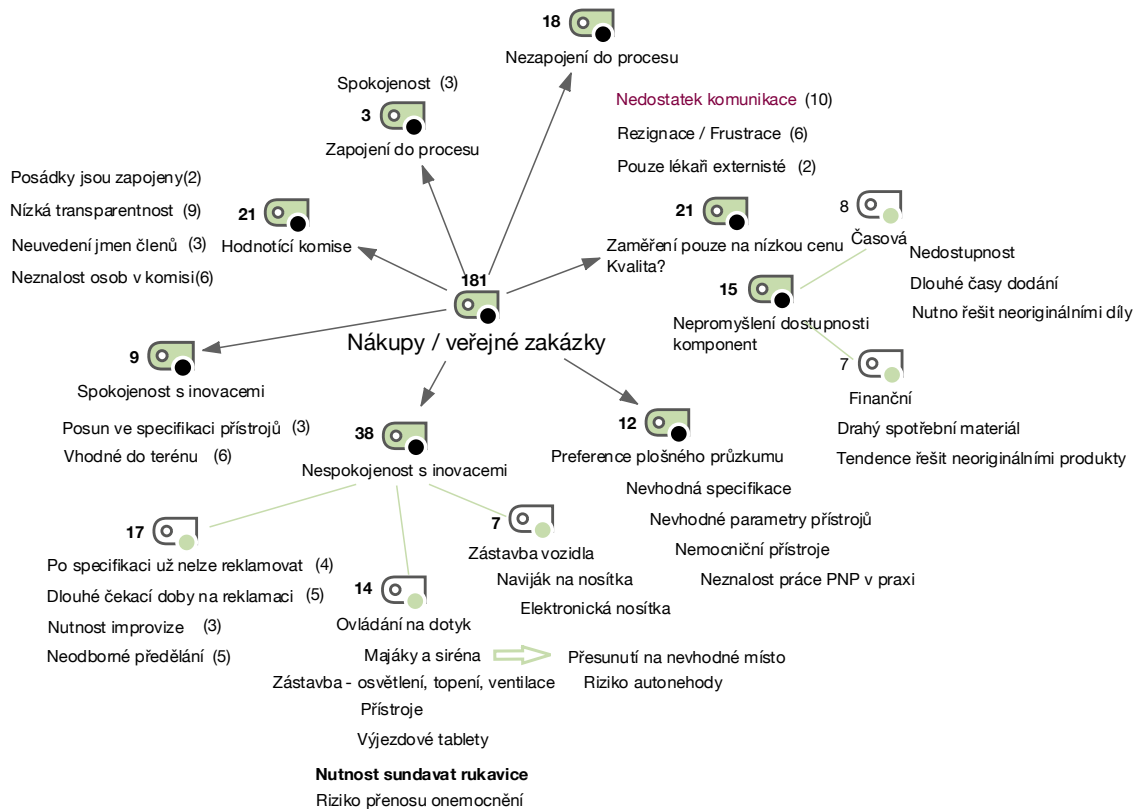 18
Nezapojení do procesu
Nedostatek komunikace (10)
Rezignace / Frustrace (6)
Pouze lékaři externisté (2)
Spokojenost (3)
3
Zapojení do procesu
Posádky jsou zapojeny(2)
Nízká transparentnost (9)
Neuvedení jmen členů (3)
Neznalost osob v komisi(6)
21
Hodnotící komise
21
Zaměření pouze na nízkou cenu
Kvalita?
8
Časová
Nedostupnost
Dlouhé časy dodání
Nutno řešit neoriginálními díly
15
Nepromyšlení dostupnosti
komponent
7
Finanční
Drahý spotřební materiál
Tendence řešit neoriginálními produkty
181
Nákupy / veřejné zakázky
9
Spokojenost s inovacemi
Posun ve specifikaci přístrojů (3)
Vhodné do terénu (6)
38
Nespokojenost s inovacemi
12
Preference plošného průzkumu
Nevhodná specifikace
Nevhodné parametry přístrojů
Nemocniční přístroje
Neznalost práce PNP v praxi
17
Po specifikaci už nelze reklamovat (4)
Dlouhé čekací doby na reklamaci (5)
Nutnost improvize (3)
Neodborné předělání (5)
7
Zástavba vozidla
Naviják na nosítka
Elektronická nosítka
14
Ovládání na dotyk
Majáky a siréna
Přesunutí na nevhodné místo
Zástavba - osvětlení, topení, ventilace
Riziko autonehody
Přístroje
Výjezdové tablety
Nutnost sundavat rukavice
Riziko přenosu onemocnění